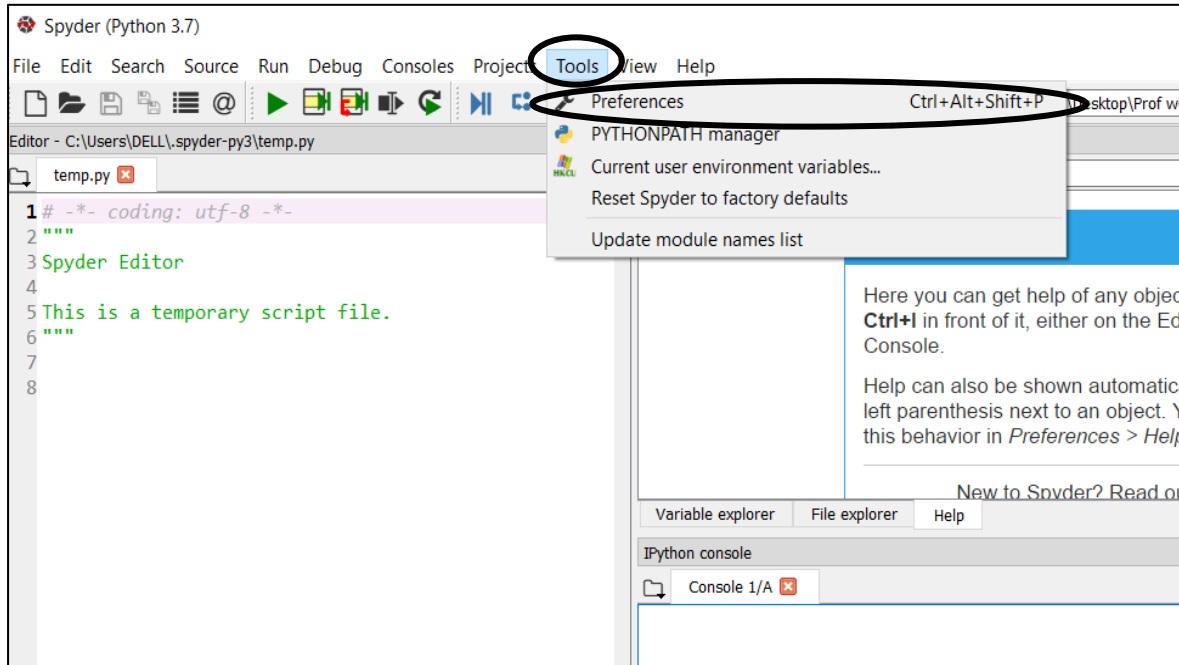 Spyder (Python 3.7)
File Edit Search Source Run Debug Consoles Projects Tools View Help
Preferences Ctrl+Alt+Shift+P
PYTHONPATH manager
HKCU Current user environment variables...
Reset Spyder to factory defaults
Update module names list
Editor - C:\Users\DELL\.spyder-py3\temp.py
temp.py
1 # -*- coding: utf-8 -*-
2 """
3 Spyder Editor
4
5 This is a temporary script file.
6 """
7
8
Here you can get help of any objec
Ctrl+I in front of it, either on the Ed
Console.
Help can also be shown automatica
left parenthesis next to an object. Y
this behavior in Preferences > Help
New to Spyder? Read ou
Variable explorer File explorer Help
IPython console
Console 1/A